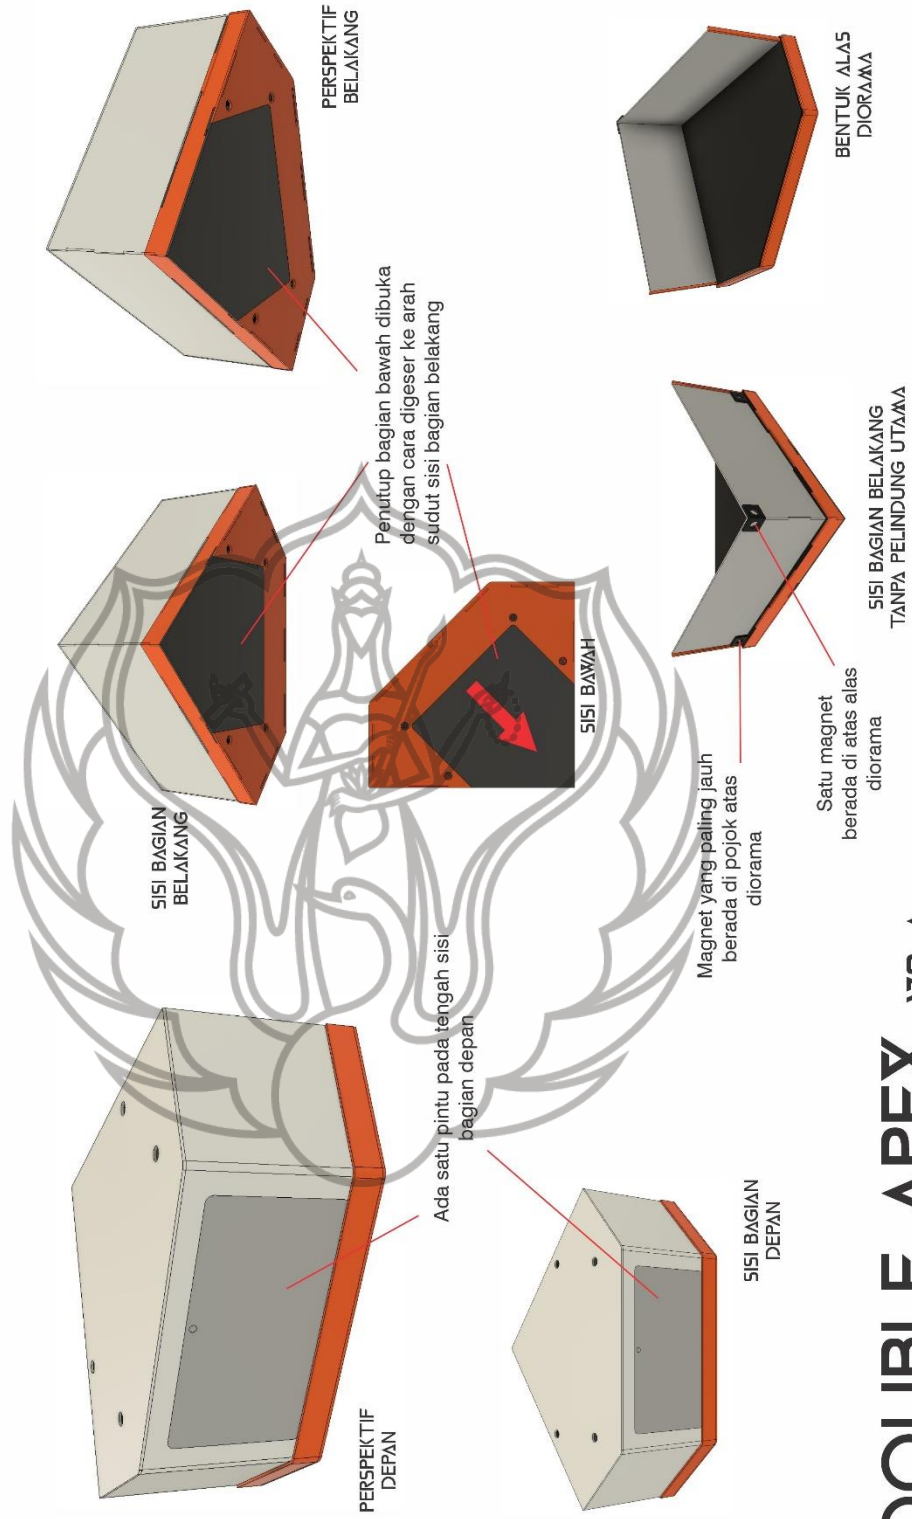 SISI BAGIAN
BELAKANG
PERSPEKTIF
BELAKANG
PERSPEKTIF
DEPAN
Ada satu pintu pada tengah sisi
bagian depan
Penutup bagian bawah dibuka
dengan cara digeser ke arah
sudut sisi bagian belakang
SISI BAWAH
SISI BAGIAN
DEPAN
Magnet yang paling jauh
berada di pojok atas
diorama
Satu magnet
berada di atas alas
diorama
SISI BAGIAN BELAKANG
TANPA PELINDUNG UTAMA
BENTUK ALAS
DIORAMA
DOUBLE APEX